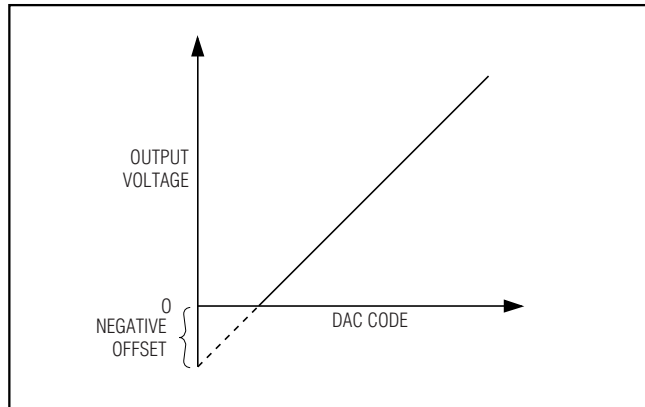 OUTPUT
VOLTAGE
0
DAC CODE
NEGATIVE
OFFSET